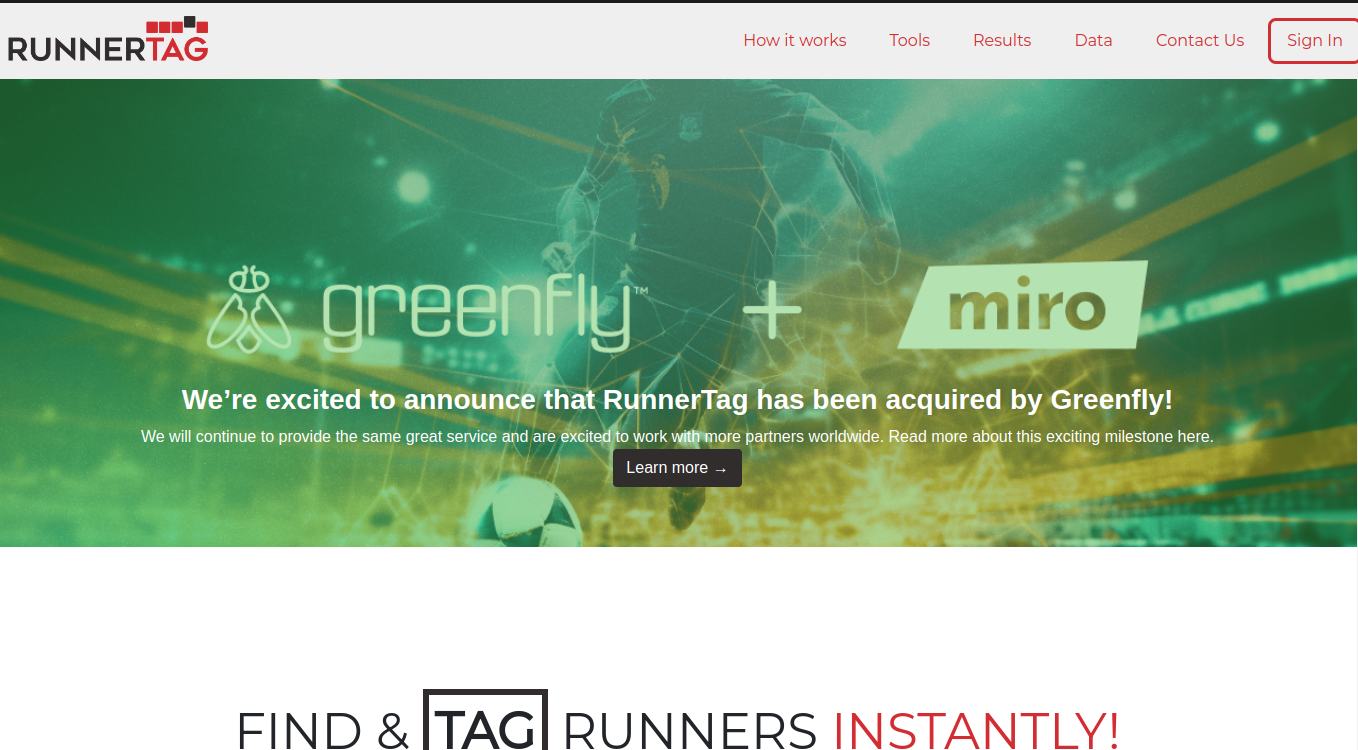 RUNNERTAG
How it works
Tools
Results
Data
Contact Us
Sign In
greenfly™ + miro
We’re excited to announce that RunnerTag has been acquired by Greenfly!
We will continue to provide the same great service and are excited to work with more partners worldwide. Read more about this exciting milestone here.
Learn more →
FIND & TAG RUNNERS INSTANTLY!